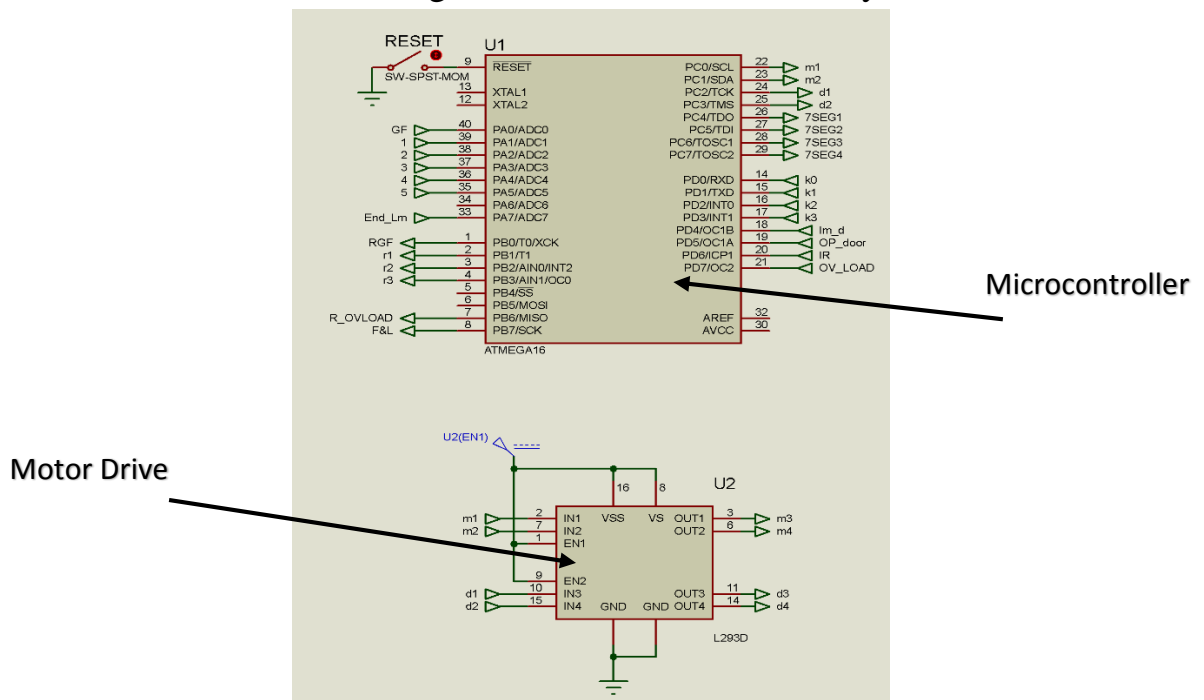 RESET
U1
SW-SPST-MOM
9 RESET
13 XTAL1
12 XTAL2
GF 40 PA0/ADC0
1 39 PA1/ADC1
2 38 PA2/ADC2
3 37 PA3/ADC3
4 36 PA4/ADC4
5 35 PA5/ADC5
34 PA6/ADC6
End_Lm 33 PA7/ADC7
RGF 1 PB0/T0/XCK
r1 2 PB1/T1
r2 3 PB2/AIN0/INT2
r3 4 PB3/AIN1/OC0
5 PB4/SS
6 PB5/MOSI
R_OVLOAD 7 PB6/MISO
F&L 8 PB7/SCK
PC0/SCL 22 m1
PC1/SDA 23 m2
PC2/TCK 24 d1
PC3/TMS 25 d2
PC4/TDO 26 7SEG1
PC5/TDI 27 7SEG2
PC6/TOSC1 28 7SEG3
PC7/TOSC2 29 7SEG4
PD0/RXD 14 k0
PD1/TXD 15 k1
PD2/INT0 16 k2
PD3/INT1 17 k3
PD4/OC1B 18 lm_d
PD5/OC1A 19 OP_door
PD6/ICP1 20 IR
PD7/OC2 21 OV_LOAD
AREF 32
AVCC 30
ATMEGA16
Microcontroller
Motor Drive
U2(EN1)
U2
16 VSS
8 VS
m1 2 IN1
m2 7 IN2
1 EN1
9 EN2
d1 10 IN3
d2 15 IN4
GND GND
OUT1 3 m3
OUT2 6 m4
OUT3 11 d3
OUT4 14 d4
L293D